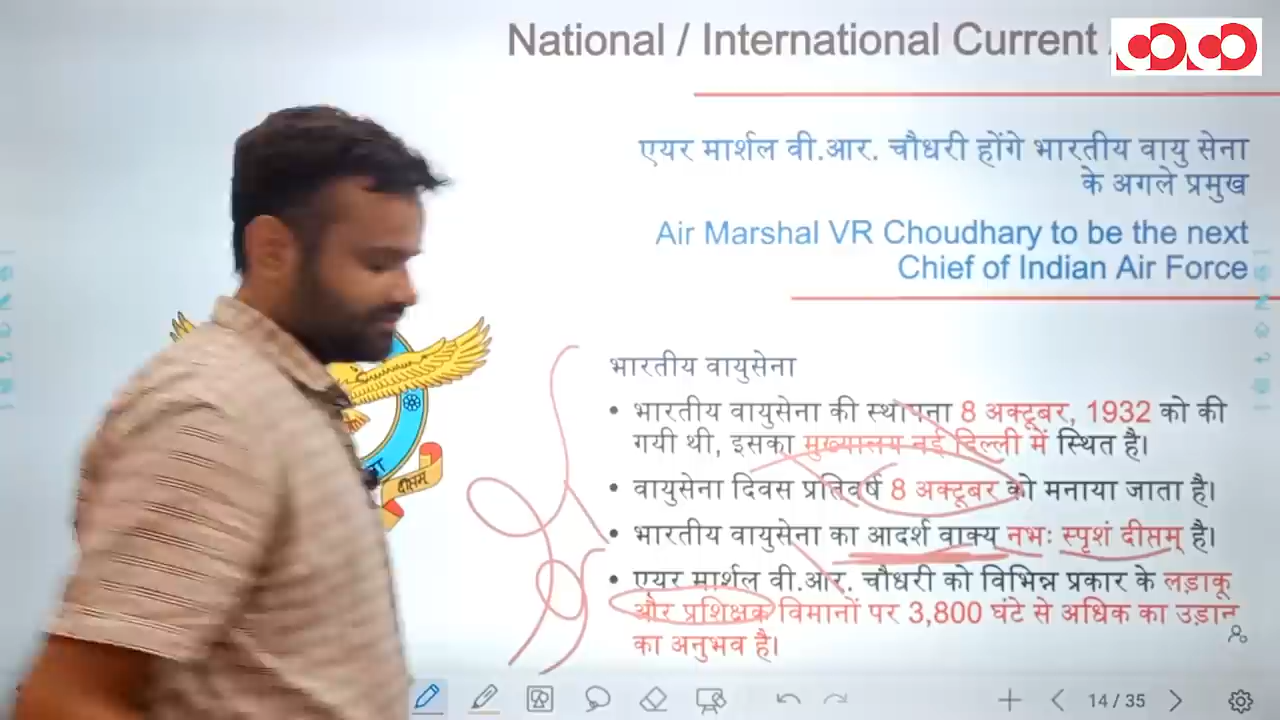 National / International Current
एयर मार्शल वी.आर. चौधरी होंगे भारतीय वायु सेना
के अगले प्रमुख
Air Marshal VR Choudhary to be the next
Chief of Indian Air Force
भारतीय वायुसेना
• भारतीय वायुसेना की स्थापना 8 अक्टूबर, 1932 को की
गयी थी, इसका मुख्यालय नई दिल्ली में स्थित है।
• वायुसेना दिवस प्रतिवर्ष 8 अक्टूबर को मनाया जाता है।
• भारतीय वायुसेना का आदर्श वाक्य नभः स्पृशं दीप्तम् है।
• एयर मार्शल वी.आर. चौधरी को विभिन्न प्रकार के लड़ाकू
और प्रशिक्षक विमानों पर 3,800 घंटे से अधिक का उड़ान
का अनुभव है।
दीप्तम्
14 / 35